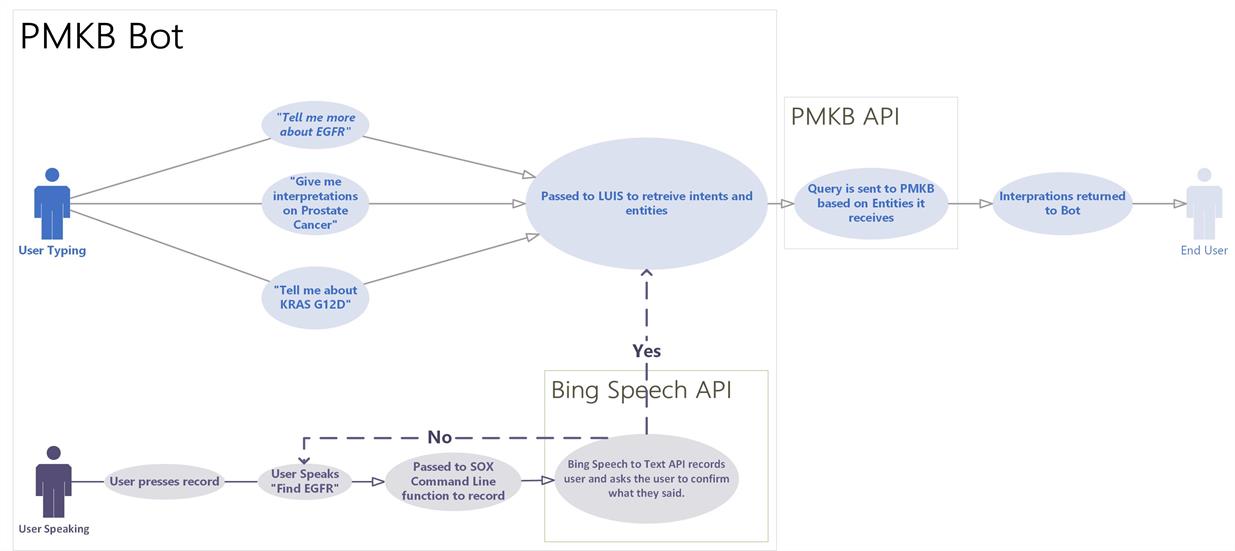 PMKB Bot
PMKB API
"Tell me more
about EGFR"
"Give me
interpretations
on Prostate
Cancer"
"Tell me about
KRAS G12D"
User Typing
Passed to LUIS to retreive intents and
entities
Query is sent to PMKB
based on Entities it
receives
Interprations returned
to Bot
End User
Yes
Bing Speech API
No
User presses record
User Speaks
"Find EGFR"
Passed to SOX
Command Line
function to record
Bing Speech to Text API records
user and asks the user to confirm
what they said.
User Speaking